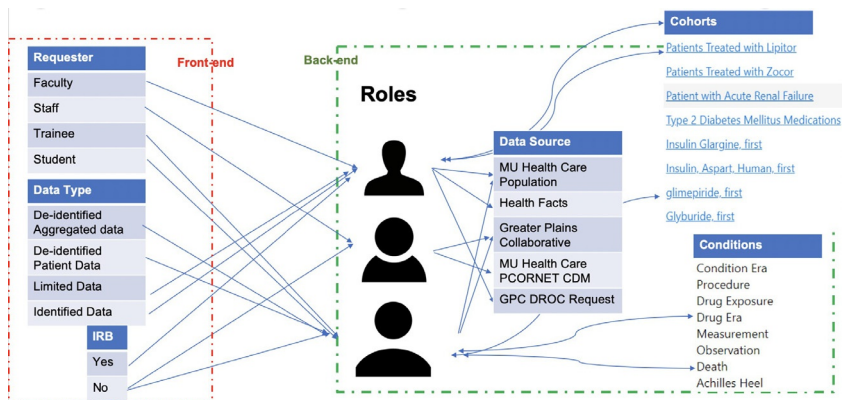 Requester
Faculty
Staff
Trainee
Student
Data Type
De-identified
Aggregated data
De-identified
Patient Data
Limited Data
Identified Data
IRB
Yes
No
Front-end
Back-end
Roles
Data Source
MU Health Care
Population
Health Facts
Greater Plains
Collaborative
MU Health Care
PCORNET CDM
GPC DROC Request
Cohorts
Patients Treated with Lipitor
Patients Treated with Zocor
Patient with Acute Renal Failure
Type 2 Diabetes Mellitus Medications
Insulin Glargine, first
Insulin, Aspart, Human, first
glimepiride, first
Glyburide, first
Conditions
Condition Era
Procedure
Drug Exposure
Drug Era
Measurement
Observation
Death
Achilles Heel